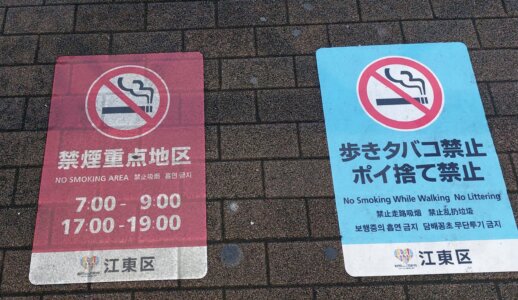 禁煙重点地区
NO SMOKING AREA 禁止吸烟 흡연 금지
7:00 - 9:00
17:00 - 19:00
江東区
歩きタバコ禁止
ポイ捨て禁止
No Smoking While Walking No Littering
禁止走路吸烟 禁止乱扔垃圾
보행중의 흡연 금지 담배꽁초 무단투기 금지
江東区